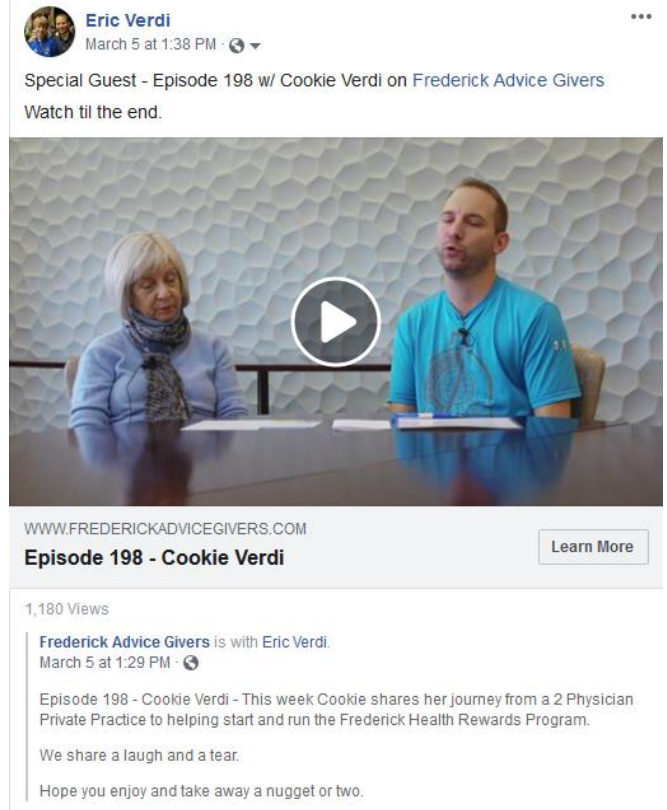 Eric Verdi
March 5 at 1:38 PM ·
Special Guest - Episode 198 w/ Cookie Verdi on Frederick Advice Givers
Watch til the end.
WWW.FREDERICKADVICEGIVERS.COM
Episode 198 - Cookie Verdi
Learn More
1,180 Views
Frederick Advice Givers is with Eric Verdi.
March 5 at 1:29 PM ·
Episode 198 - Cookie Verdi - This week Cookie shares her journey from a 2 Physician
Private Practice to helping start and run the Frederick Health Rewards Program.
We share a laugh and a tear.
Hope you enjoy and take away a nugget or two.